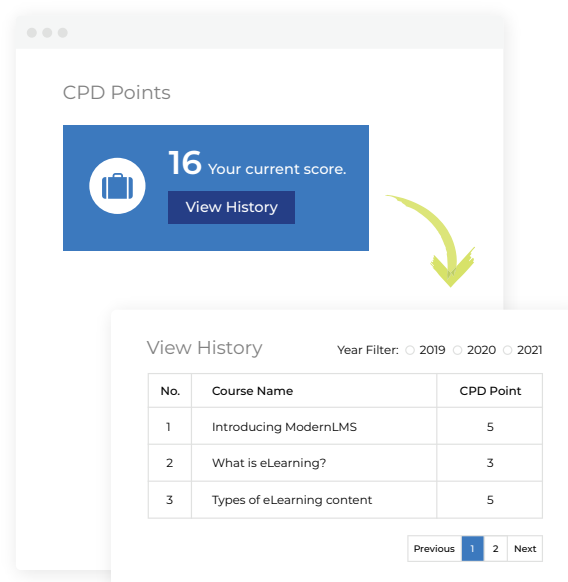 CPD Points
16 Your current score.
View History
View History
Year Filter: 2019 2020 2021
No. Course Name CPD Point
1 Introducing ModernLMS 5
2 What is eLearning? 3
3 Types of eLearning content 5
Previous 1 2 Next